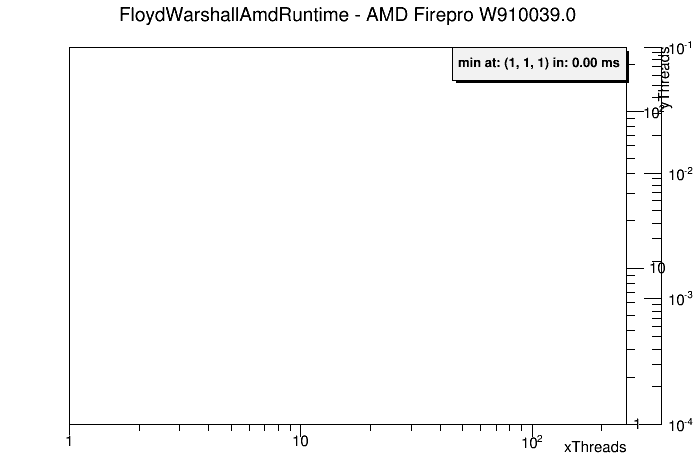 FloydWarshallAmdRuntime - AMD Firepro W910039.0
min at: (1, 1, 1) in: 0.00 ms
yThreads
10^-1
10^2
10^-2
10
10^-3
1
10^-4
1
10
10^2
xThreads